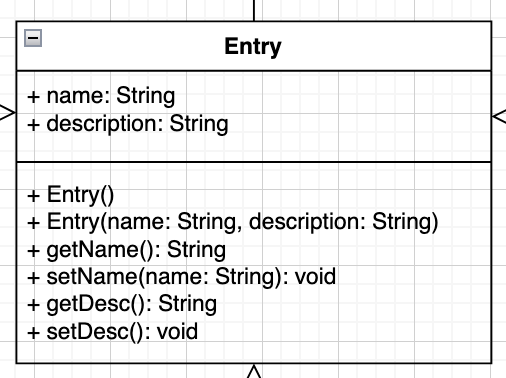 Entry
+ name: String
+ description: String
+ Entry()
+ Entry(name: String, description: String)
+ getName(): String
+ setName(name: String): void
+ getDesc(): String
+ setDesc(): void